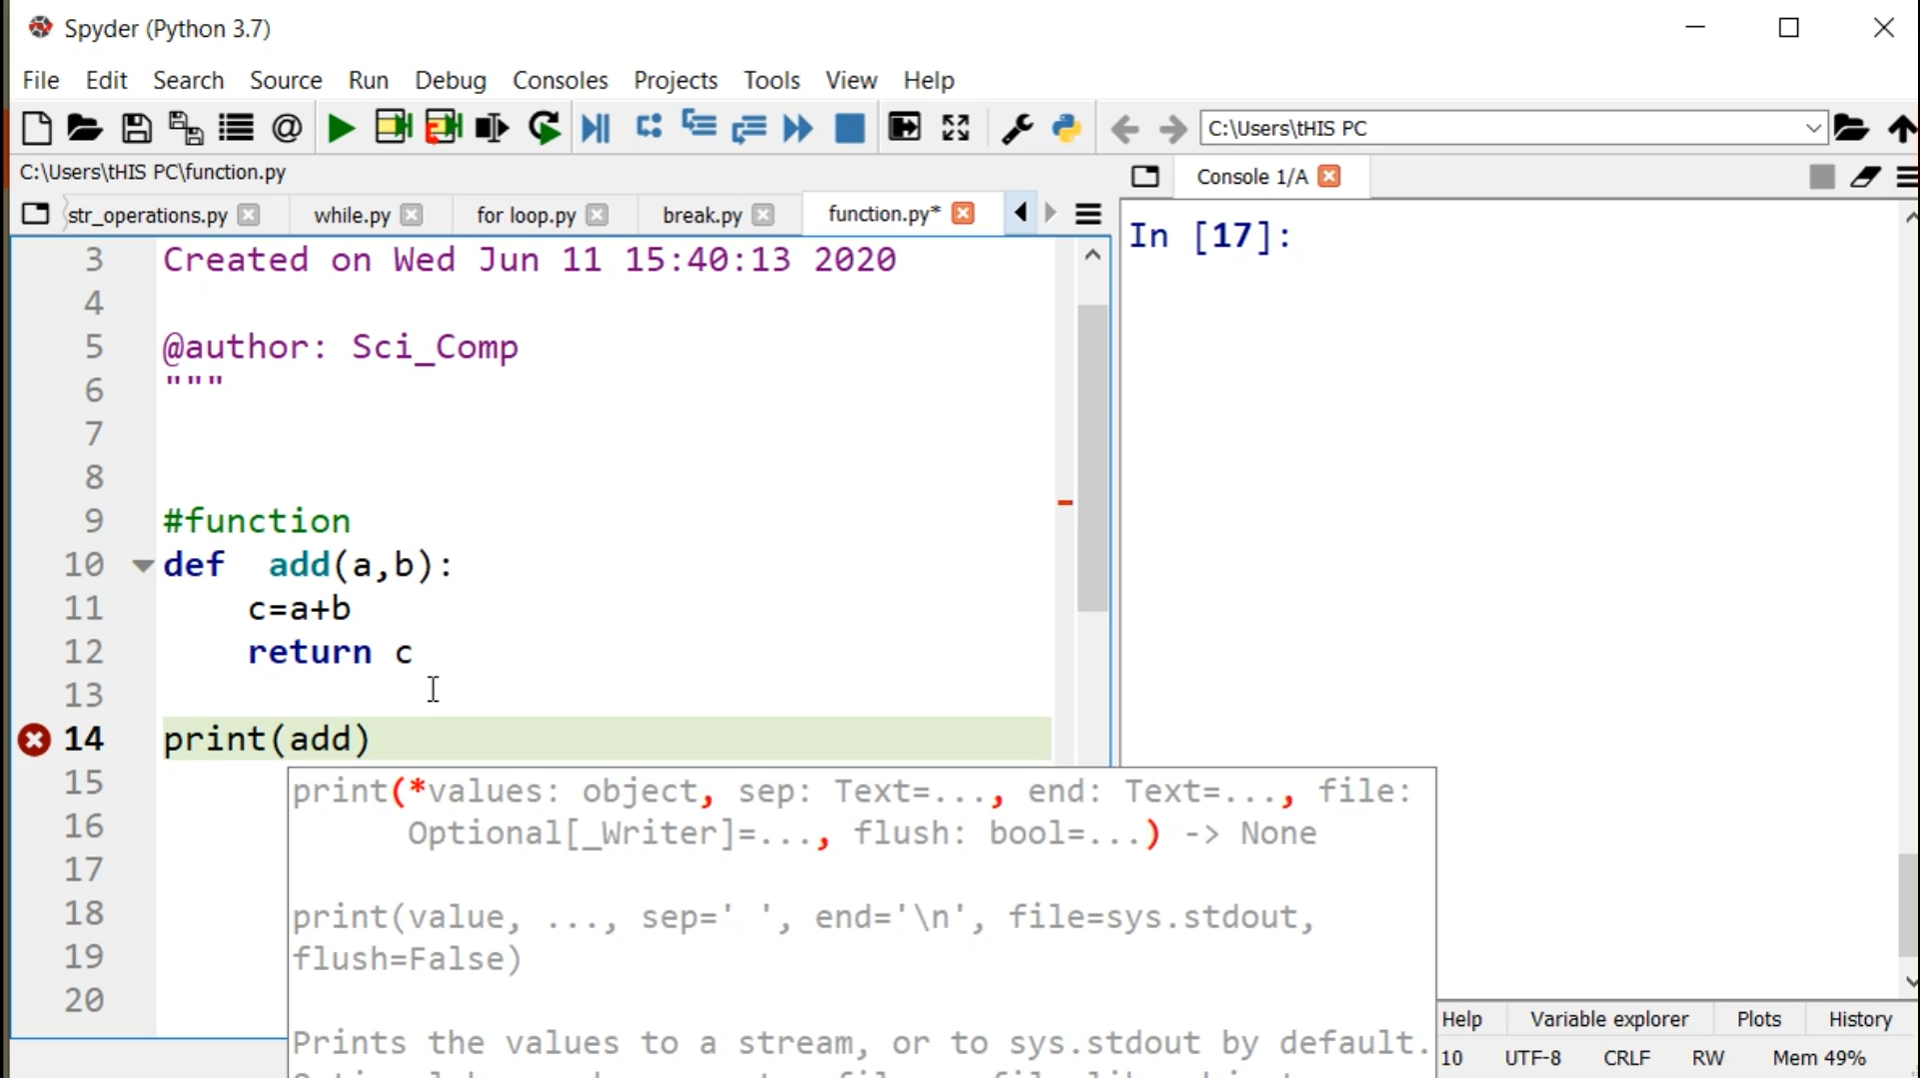 Spyder (Python 3.7)
File Edit Search Source Run Debug Consoles Projects Tools View Help
C:\Users\tHIS PC
C:\Users\tHIS PC\function.py
str_operations.py while.py for loop.py break.py function.py*
Console 1/A
In [17]:
3 Created on Wed Jun 11 15:40:13 2020
4
5 @author: Sci_Comp
6 """
7
8
9 #function
10 def  add(a,b):
11 c=a+b
12 return c
13
14 print(add)
15
16
17
18
19
20
print(*values: object, sep: Text=..., end: Text=..., file:
Optional[_Writer]=..., flush: bool=...) -> None
print(value, ..., sep=' ', end='\n', file=sys.stdout,
flush=False)
Prints the values to a stream, or to sys.stdout by default.
Help Variable explorer Plots History
10 UTF-8 CRLF RW Mem 49%